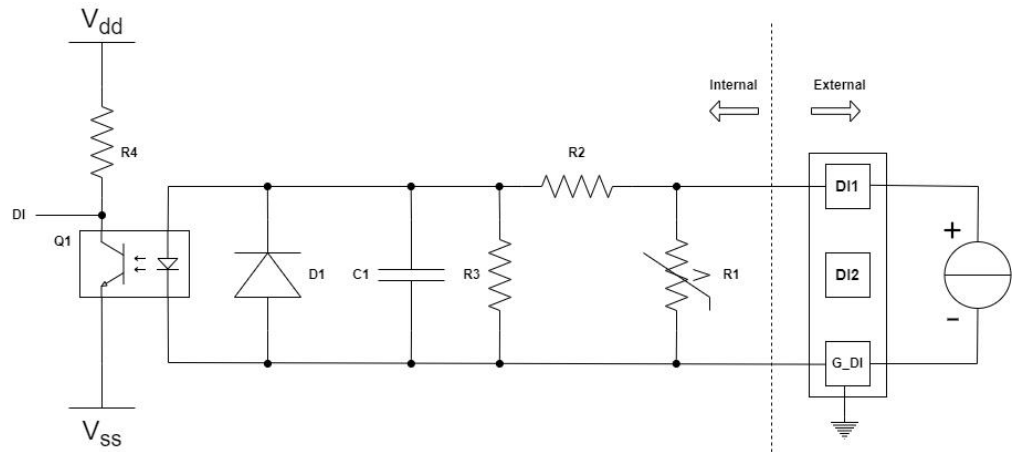 Vdd
R4
DI
Q1
D1
C1
R3
R2
R1
Internal
External
DI1
DI2
G_DI
+
-
VSS